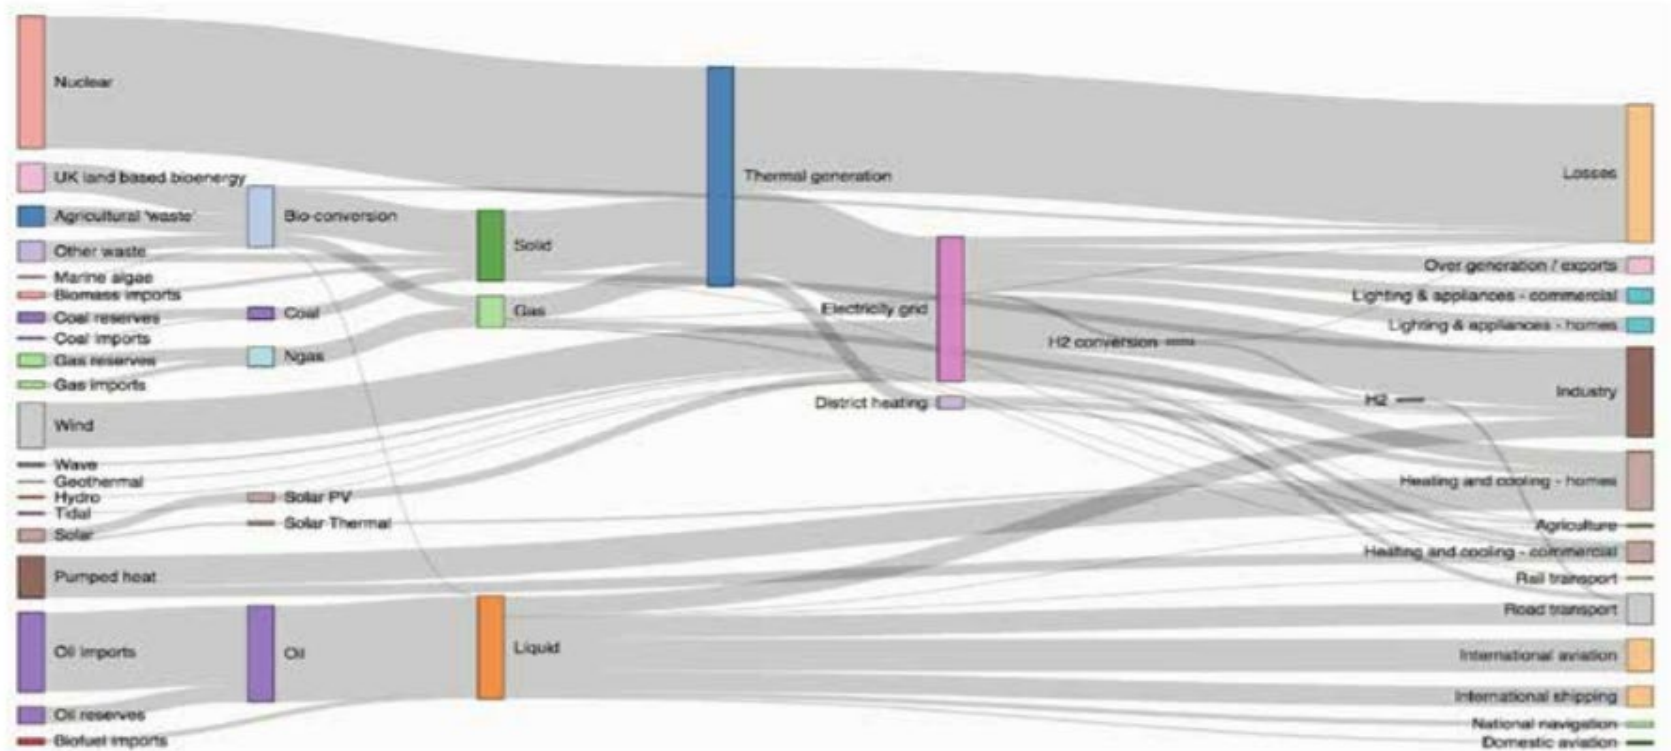 Nuclear
UK land based bioenergy
Agricultural 'waste'
Other waste
Marine algae
Biomass imports
Coal reserves
Coal imports
Gas reserves
Gas imports
Wind
Wave
Geothermal
Hydro
Tidal
Solar
Pumped heat
Oil imports
Oil reserves
Biofuel imports
Bio-conversion
Coal
Ngas
Solar PV
Solar Thermal
Oil
Solid
Gas
Liquid
Thermal generation
Electricity grid
District heating
H2 conversion
H2
Losses
Over generation / exports
Lighting & appliances - commercial
Lighting & appliances - homes
Industry
Heating and cooling - homes
Agriculture
Heating and cooling - commercial
Rail transport
Road transport
International aviation
International shipping
National navigation
Domestic aviation